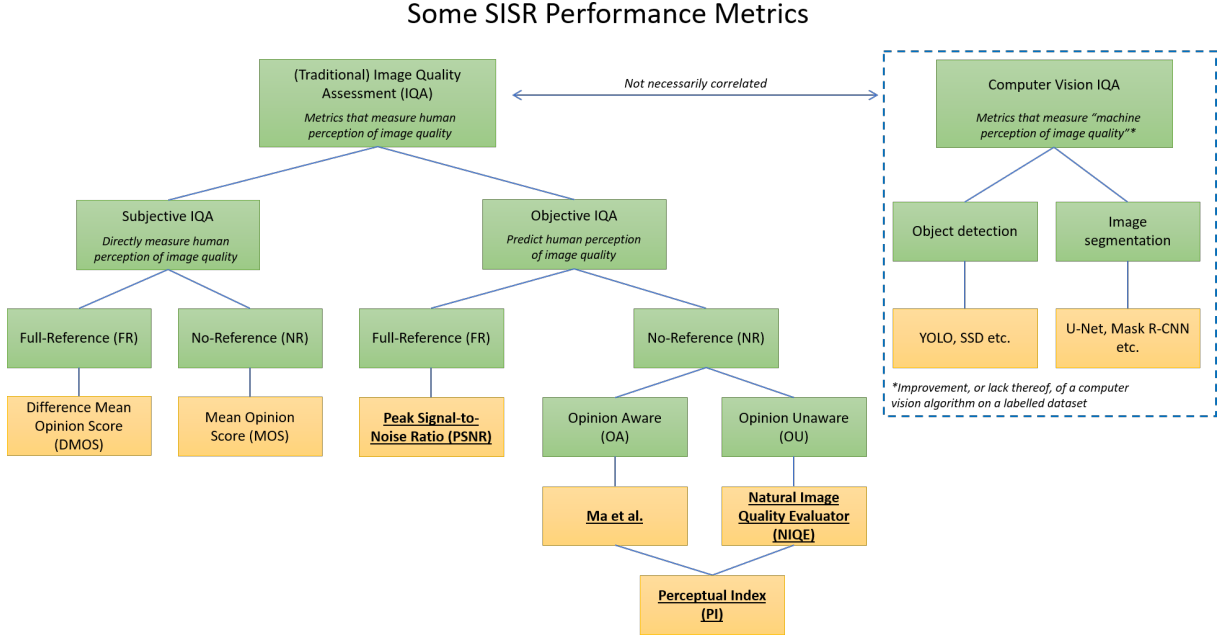 Some SISR Performance Metrics
(Traditional) Image Quality
Assessment (IQA)
Metrics that measure human
perception of image quality
Not necessarily correlated
Computer Vision IQA
Metrics that measure “machine
perception of image quality”*
Subjective IQA
Directly measure human
perception of image quality
Objective IQA
Predict human perception
of image quality
Object detection
Image
segmentation
Full-Reference (FR)
No-Reference (NR)
Full-Reference (FR)
No-Reference (NR)
YOLO, SSD etc.
U-Net, Mask R-CNN
etc.
*Improvement, or lack thereof, of a computer
vision algorithm on a labelled dataset
Difference Mean
Opinion Score
(DMOS)
Mean Opinion
Score (MOS)
Peak Signal-to-
Noise Ratio (PSNR)
Opinion Aware
(OA)
Opinion Unaware
(OU)
Ma et al.
Natural Image
Quality Evaluator
(NIQE)
Perceptual Index
(PI)